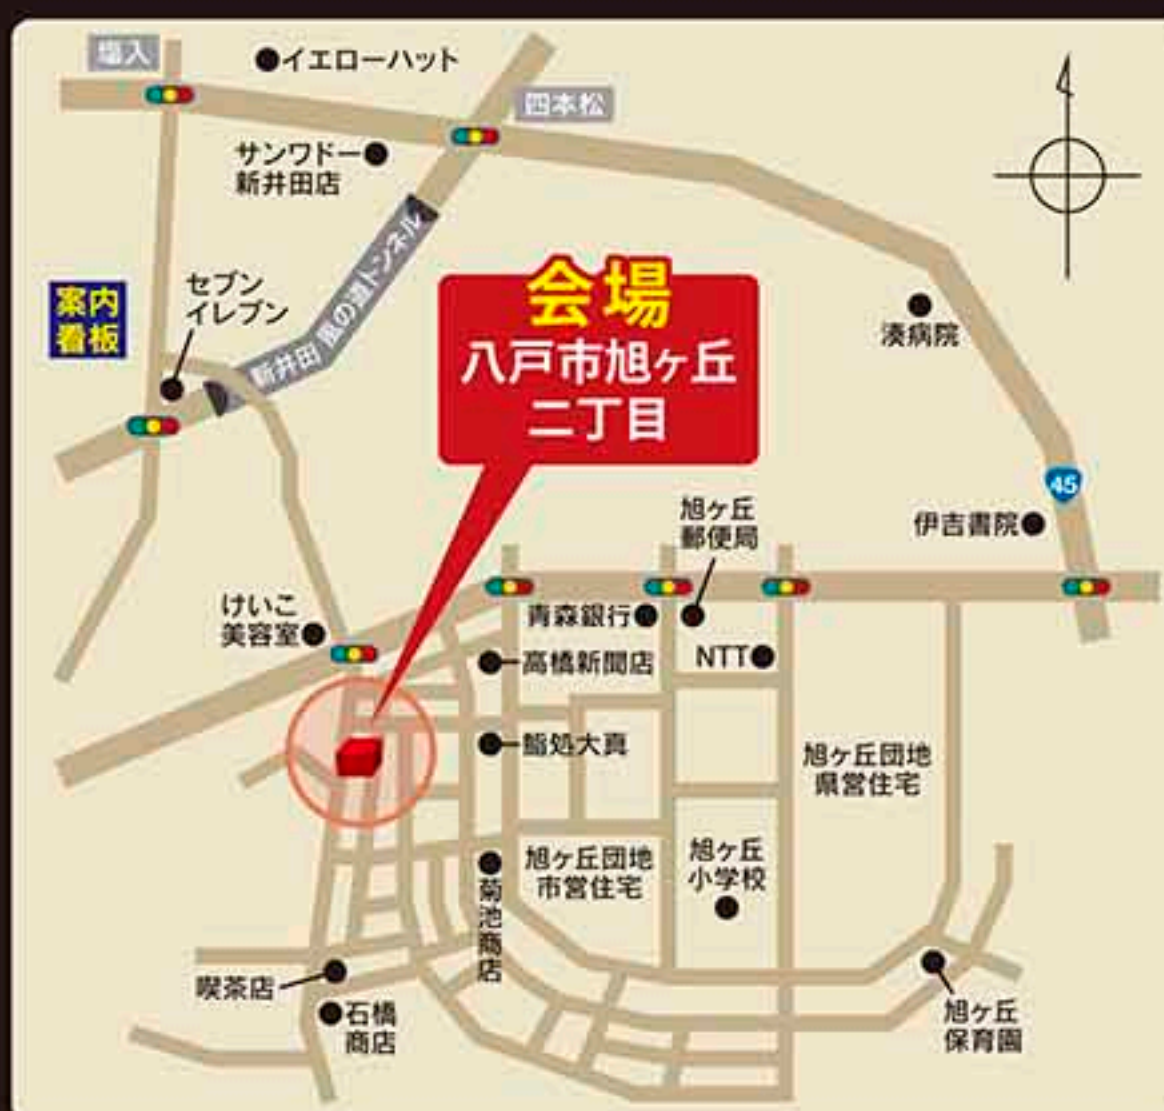 塩入
イエローハット
四本松
サンワドー
新井田店
新井田 風の道トンネル
セブン
イレブン
案内
看板
会場
八戸市旭ヶ丘
二丁目
湊病院
45
伊吉書院
旭ヶ丘
郵便局
青森銀行
けいこ
美容室
高橋新聞店
NTT
鮨処大真
旭ヶ丘団地
県営住宅
旭ヶ丘団地
市営住宅
旭ヶ丘
小学校
菊池商店
喫茶店
石橋
商店
旭ヶ丘
保育園